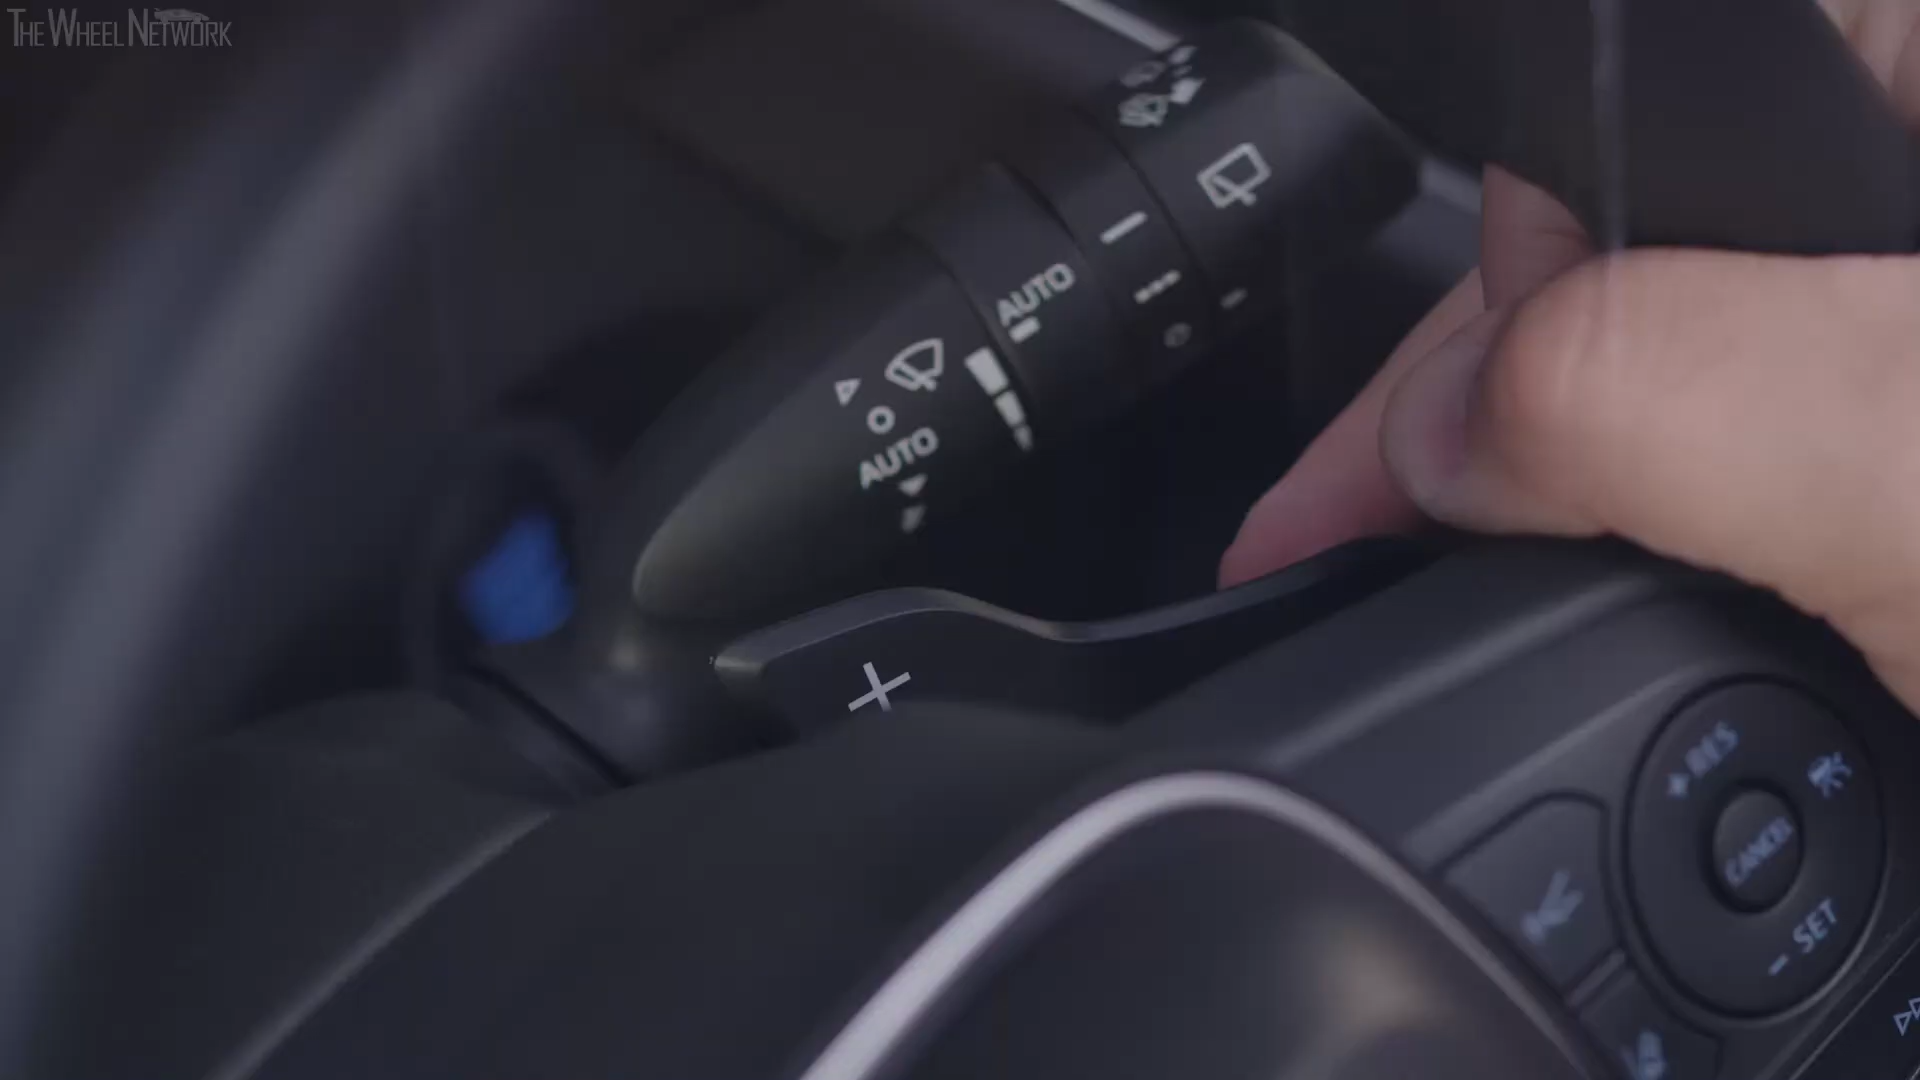 THE WHEEL NETWORK
AUTO
O
AUTO
+ RES
CANCEL
- SET